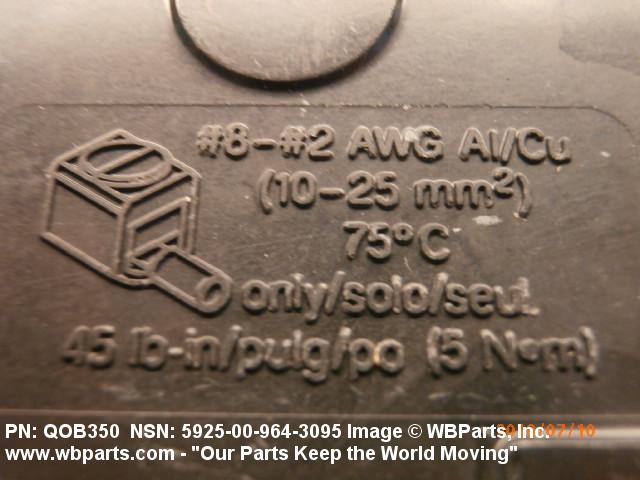 #8-#2 AWG Al/Cu
(10-25 mm²)
75°C
only/solo/seul.
45 lb-in/pulg/po (5 N•m)
PN: QOB350 NSN: 5925-00-964-3095 Image © WBParts, Inc.
www.wbparts.com - "Our Parts Keep the World Moving"